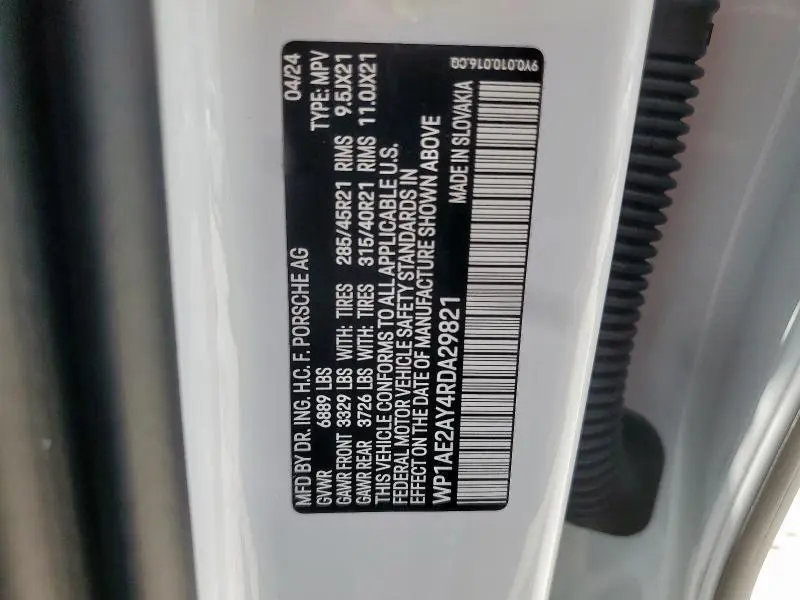 MFD BY DR. ING. H.C. F. PORSCHE AG 04/24
GVWR 6889 LBS TYPE: MPV
GAWR FRONT 3329 LBS WITH: TIRES 285/45R21 RIMS 9.5JX21
GAWR REAR 3726 LBS WITH: TIRES 315/40R21 RIMS 11.0JX21
THIS VEHICLE CONFORMS TO ALL APPLICABLE U.S.
FEDERAL MOTOR VEHICLE SAFETY STANDARDS IN
EFFECT ON THE DATE OF MANUFACTURE SHOWN ABOVE
WP1AE2AY4RDA29821
MADE IN SLOVAKIA
9Y0.010.016.CQ